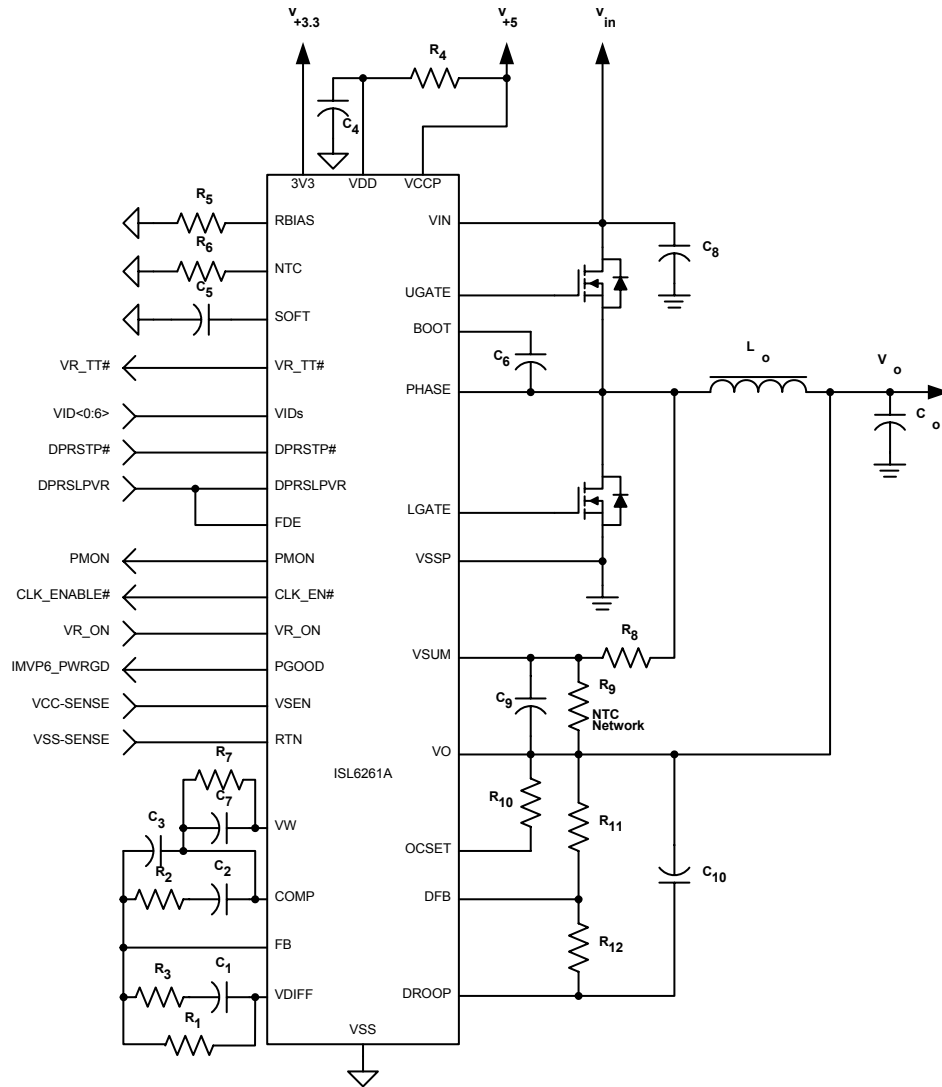 V+3.3
V+5
Vin
R4
C4
3V3
VDD
VCCP
R5
RBIAS
VIN
C8
R6
NTC
C5
UGATE
SOFT
BOOT
C6
Lo
VR_TT#
VR_TT#
PHASE
Vo
Co
VID<0:6>
VIDs
DPRSTP#
DPRSTP#
DPRSLPVR
DPRSLPVR
LGATE
FDE
PMON
PMON
VSSP
CLK_ENABLE#
CLK_EN#
VR_ON
VR_ON
R8
VSUM
IMVP6_PWRGD
PGOOD
R9
C9
NTC
Network
VCC-SENSE
VSEN
VSS-SENSE
RTN
VO
R7
ISL6261A
R10
C7
R11
C3
VW
OCSET
R2
C2
C10
COMP
DFB
FB
R12
R3
C1
VDIFF
DROOP
R1
VSS